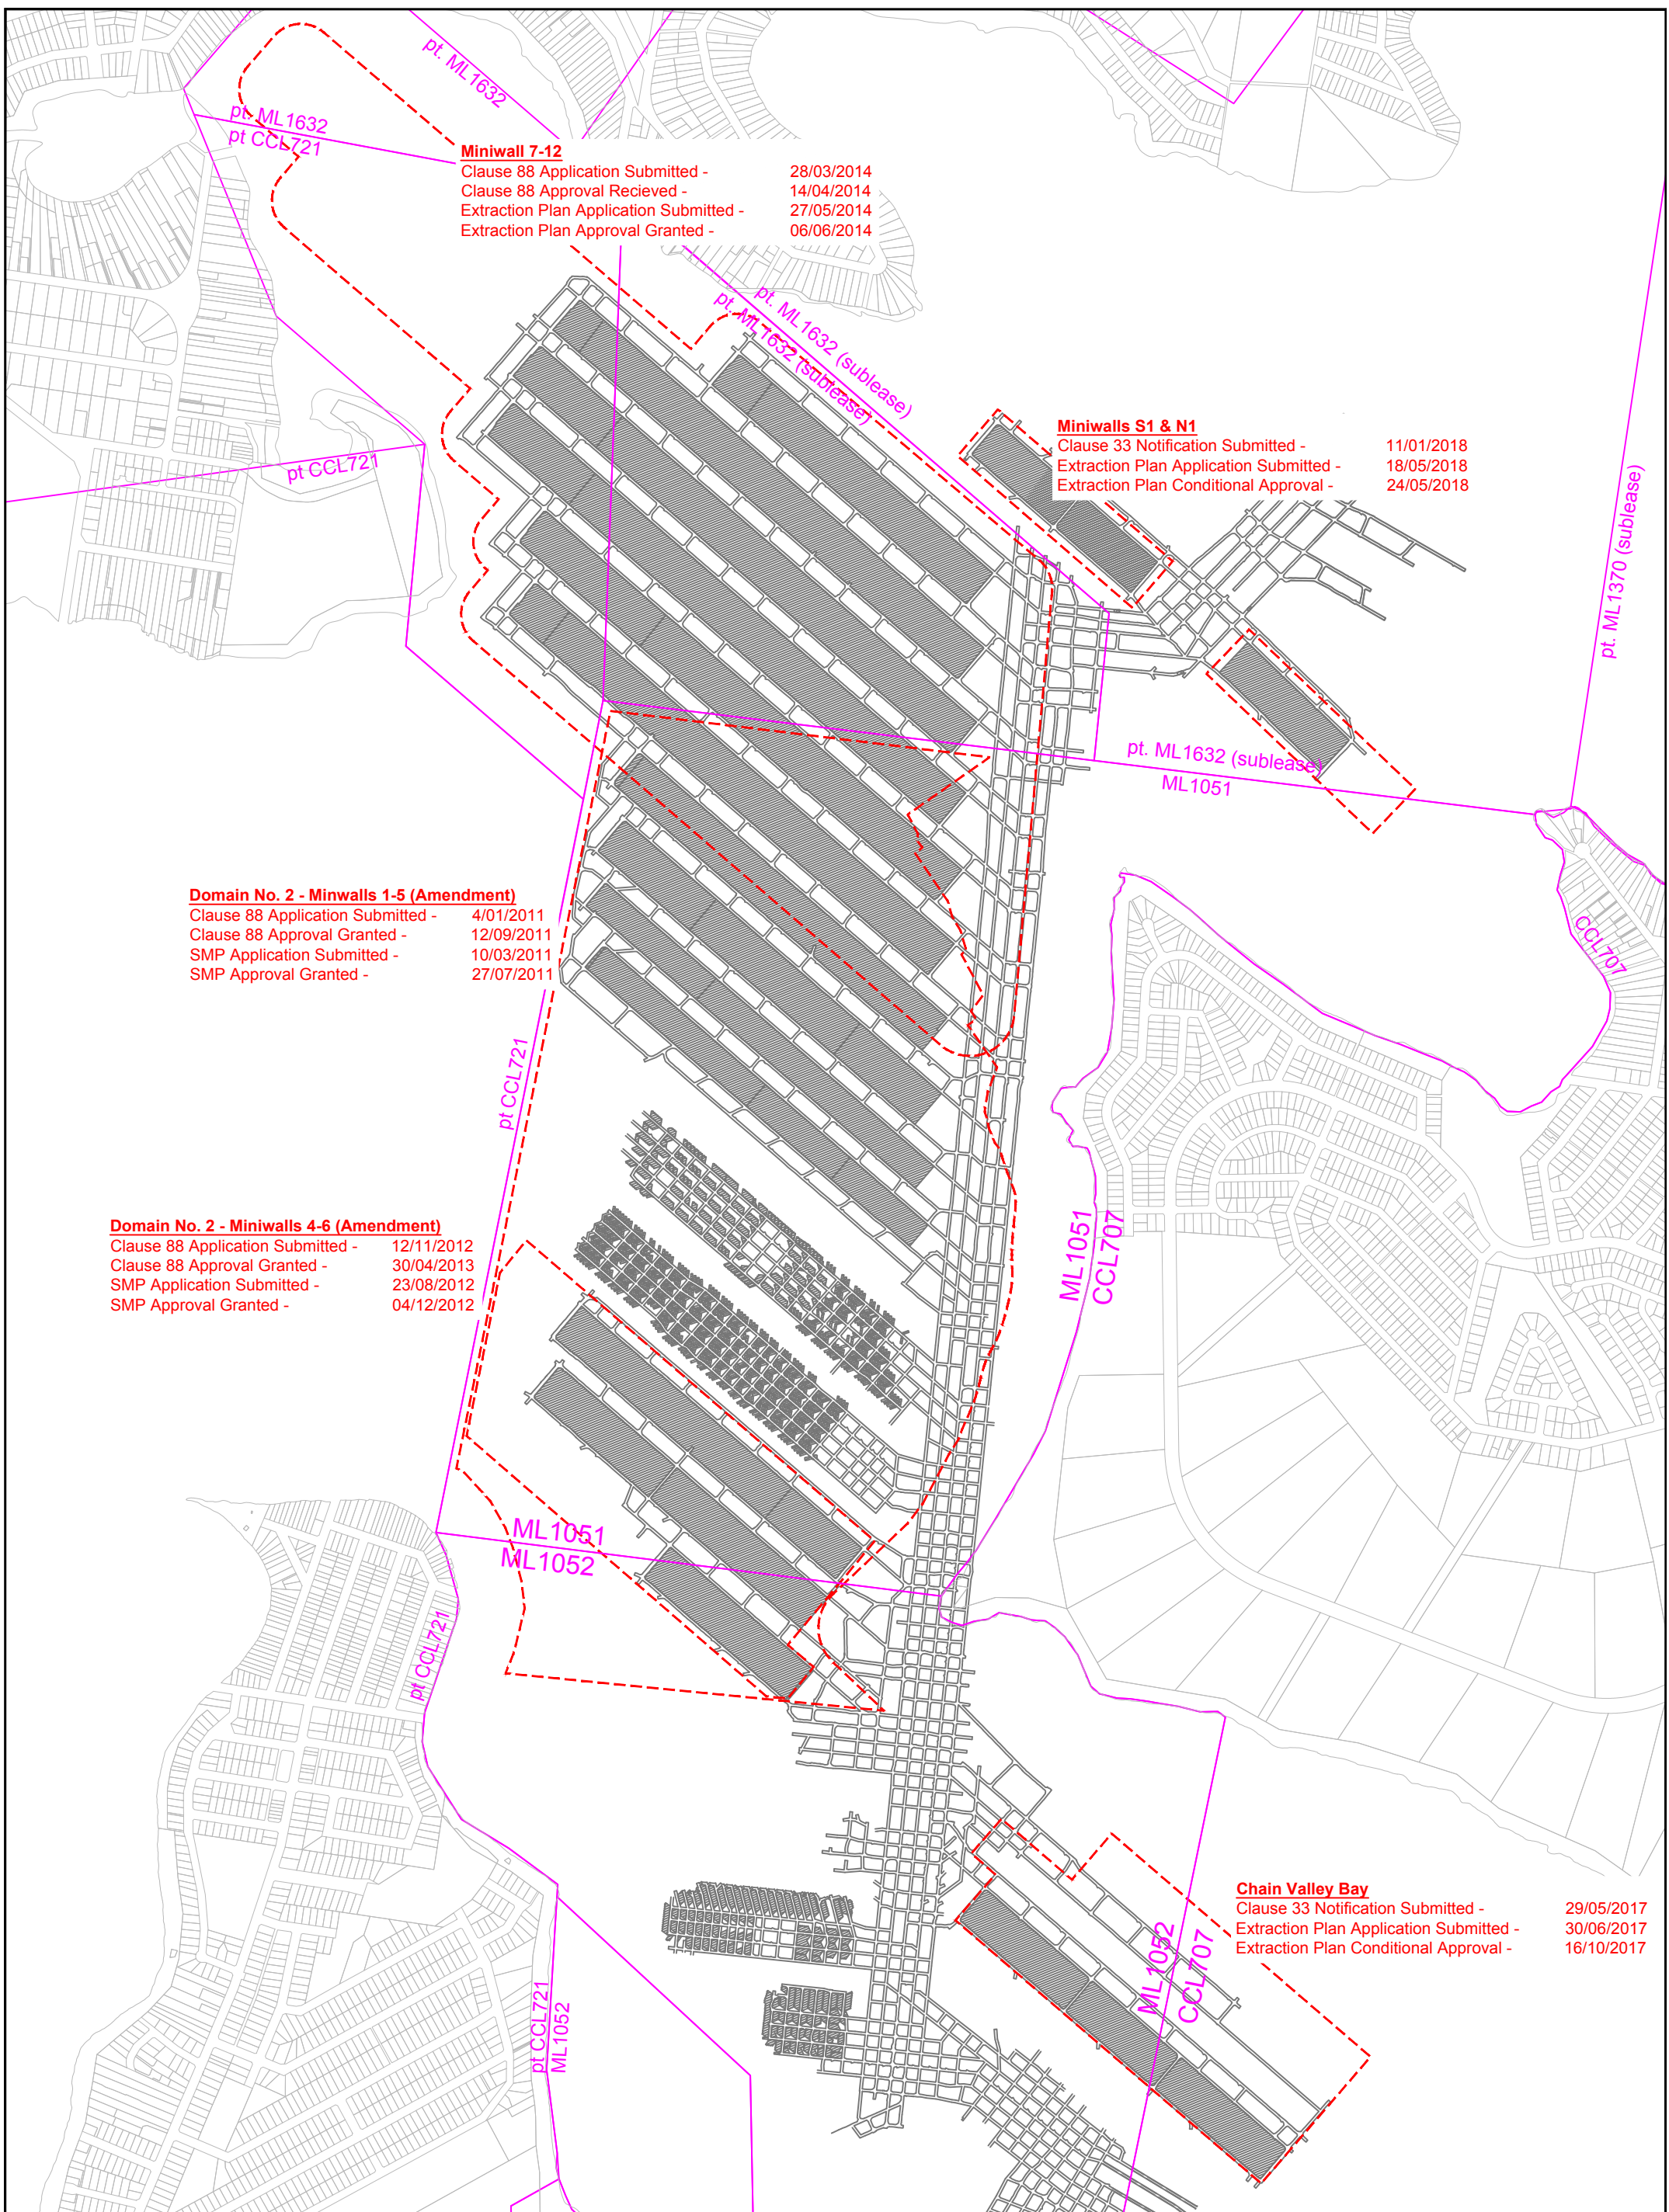 pt. ML1632
pt. ML1632
pt CCL721
Miniwall 7-12
Clause 88 Application Submitted - 28/03/2014
Clause 88 Approval Recieved - 14/04/2014
Extraction Plan Application Submitted - 27/05/2014
Extraction Plan Approval Granted - 06/06/2014
pt. ML1632 (sublease)
pt. ML1632 (sublease)
Miniwalls S1 & N1
Clause 33 Notification Submitted - 11/01/2018
Extraction Plan Application Submitted - 18/05/2018
Extraction Plan Conditional Approval - 24/05/2018
pt CCL721
pt. ML1370 (sublease)
pt. ML1632 (sublease)
ML1051
Domain No. 2 - Minwalls 1-5 (Amendment)
Clause 88 Application Submitted - 4/01/2011
Clause 88 Approval Granted - 12/09/2011
SMP Application Submitted - 10/03/2011
SMP Approval Granted - 27/07/2011
CCL707
pt CCL721
Domain No. 2 - Miniwalls 4-6 (Amendment)
Clause 88 Application Submitted - 12/11/2012
Clause 88 Approval Granted - 30/04/2013
SMP Application Submitted - 23/08/2012
SMP Approval Granted - 04/12/2012
ML1051
CCL707
ML1051
ML1052
pt CCL721
Chain Valley Bay
Clause 33 Notification Submitted - 29/05/2017
Extraction Plan Application Submitted - 30/06/2017
Extraction Plan Conditional Approval - 16/10/2017
ML1052
CCL707
pt CCL721
ML1052